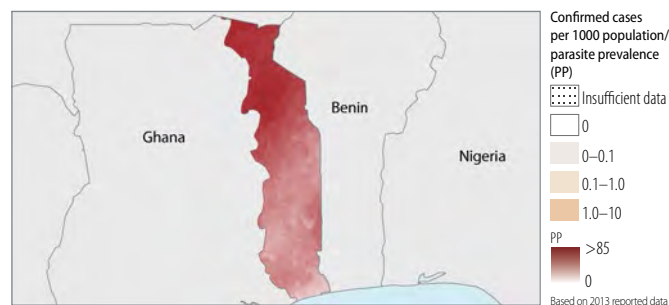 Confirmed cases
per 1000 population/
parasite prevalence
(PP)
Insufficient data
0
0–0.1
0.1–1.0
1.0–10
PP
>85
0
Based on 2013 reported data
Ghana
Benin
Nigeria